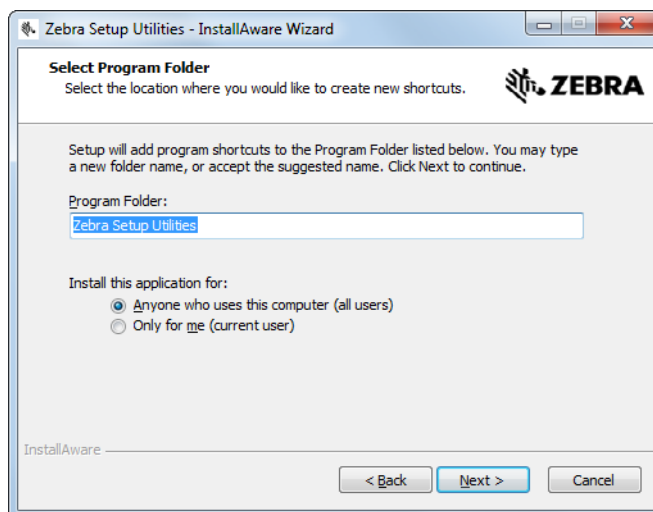 Zebra Setup Utilities - InstallAware Wizard
Select Program Folder
Select the location where you would like to create new shortcuts.
ZEBRA
Setup will add program shortcuts to the Program Folder listed below. You may type
a new folder name, or accept the suggested name. Click Next to continue.
Program Folder:
Zebra Setup Utilities
Install this application for:
Anyone who uses this computer (all users)
Only for me (current user)
InstallAware
< Back
Next >
Cancel